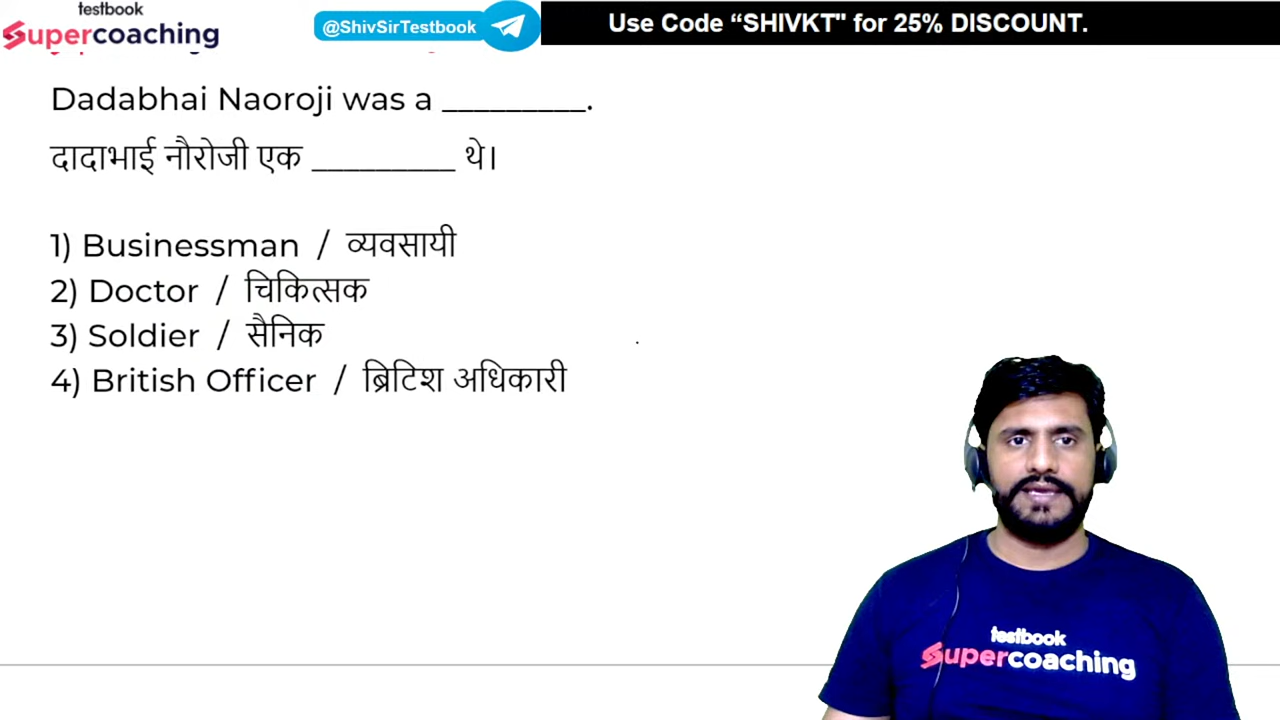 testbook
Supercoaching
@ShivSirTestbook
Use Code “SHIVKT" for 25% DISCOUNT.
Dadabhai Naoroji was a _________.
दादाभाई नौरोजी एक _________ थे।
1) Businessman / व्यवसायी
2) Doctor / चिकित्सक
3) Soldier / सैनिक
4) British Officer / ब्रिटिश अधिकारी
testbook
Supercoaching